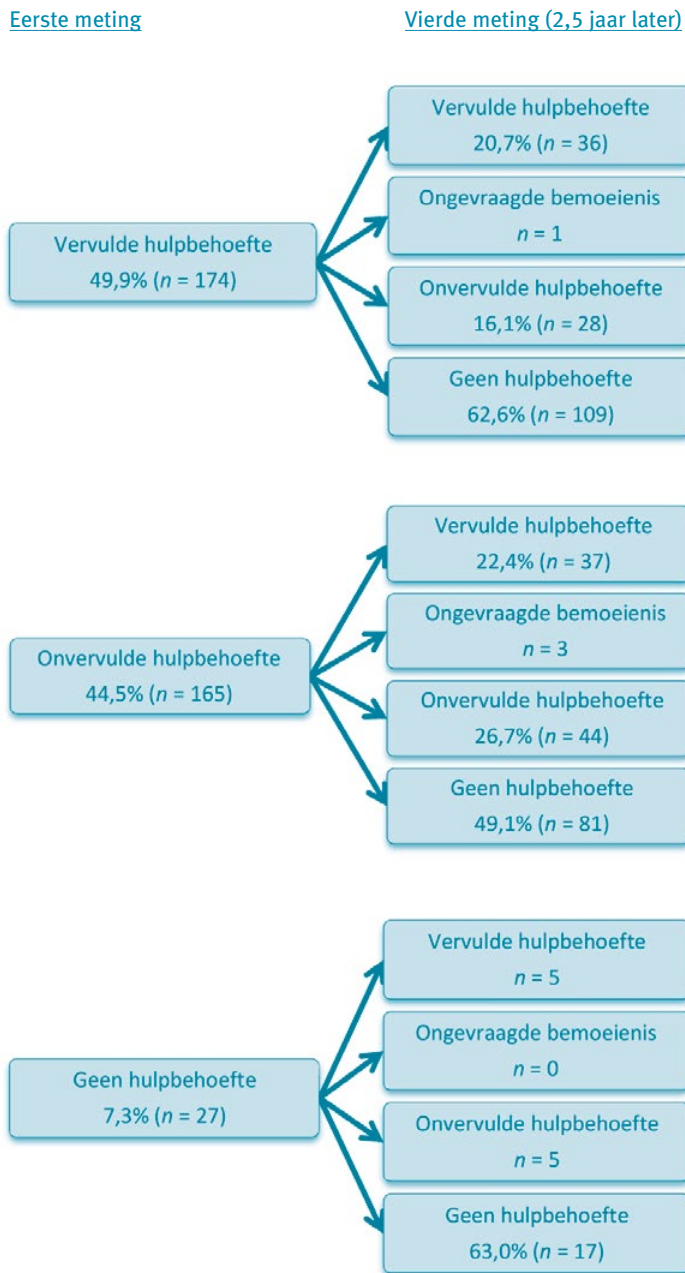 Eerste meting
Vierde meting (2,5 jaar later)
Vervulde hulpbehoefte
49,9% (n = 174)
Vervulde hulpbehoefte
20,7% (n = 36)
Ongevraagde bemoeienis
n = 1
Onvervulde hulpbehoefte
16,1% (n = 28)
Geen hulpbehoefte
62,6% (n = 109)
Onvervulde hulpbehoefte
44,5% (n = 165)
Vervulde hulpbehoefte
22,4% (n = 37)
Ongevraagde bemoeienis
n = 3
Onvervulde hulpbehoefte
26,7% (n = 44)
Geen hulpbehoefte
49,1% (n = 81)
Geen hulpbehoefte
7,3% (n = 27)
Vervulde hulpbehoefte
n = 5
Ongevraagde bemoeienis
n = 0
Onvervulde hulpbehoefte
n = 5
Geen hulpbehoefte
63,0% (n = 17)